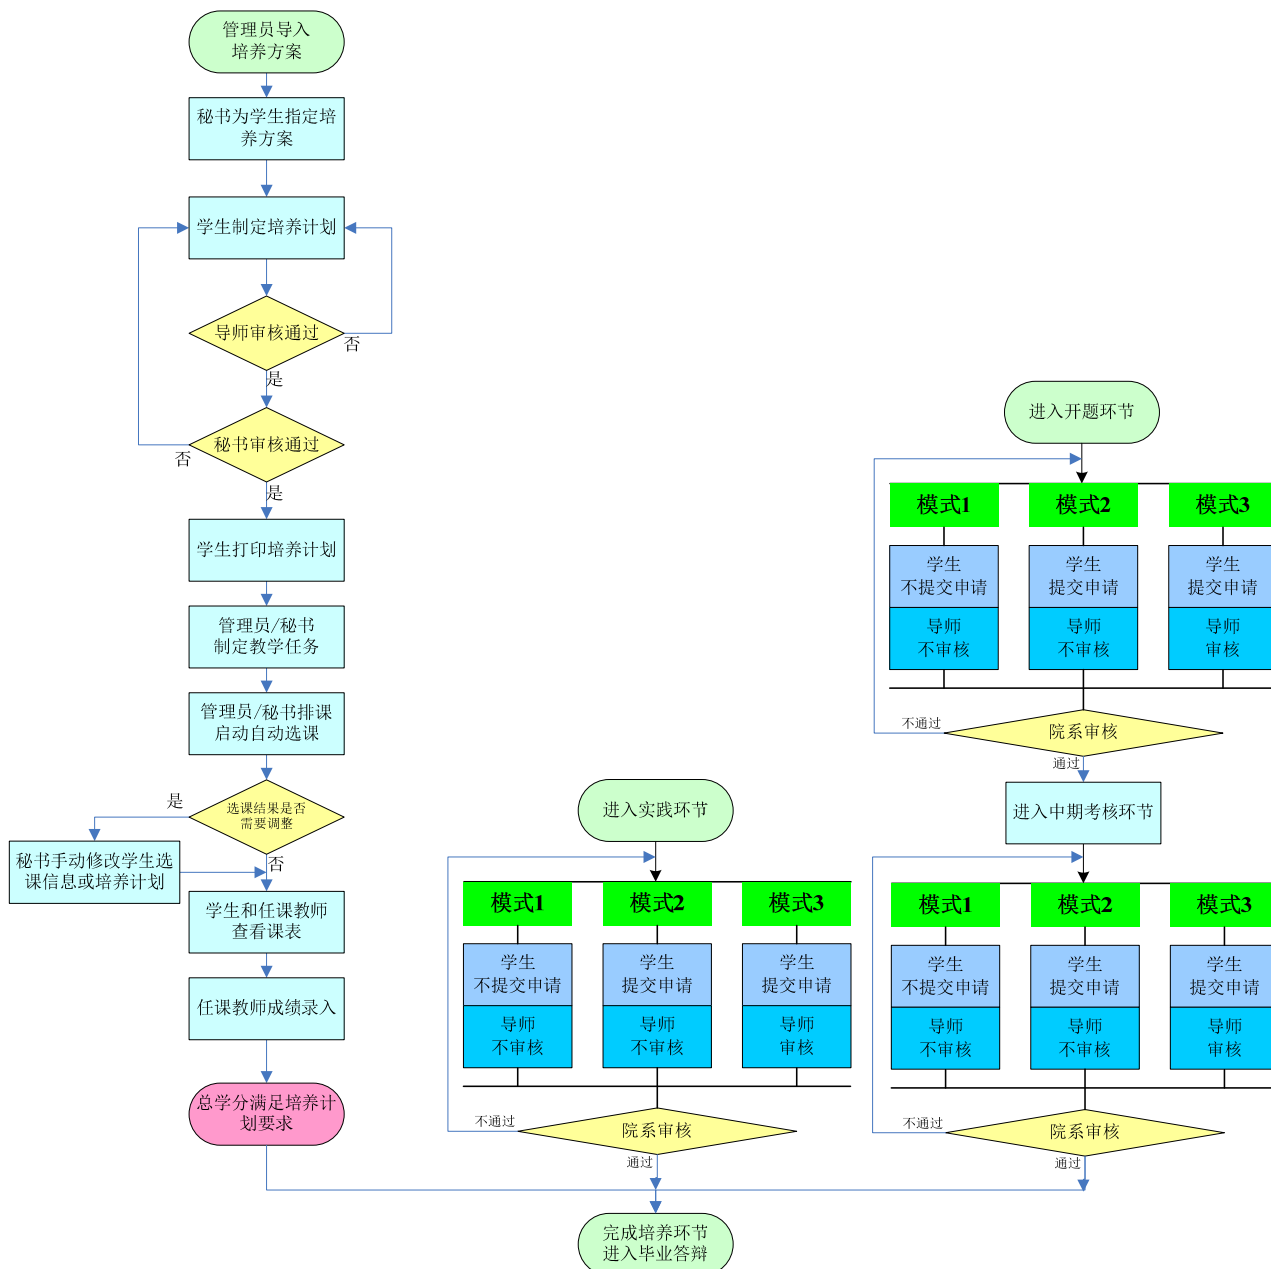 管理员导入
培养方案
秘书为学生指定培
养方案
学生制定培养计划
导师审核通过
否
是
秘书审核通过
否
是
学生打印培养计划
管理员/秘书
制定教学任务
管理员/秘书排课
启动自动选课
选课结果是否
需要调整
是
否
秘书手动修改学生选
课信息或培养计划
学生和任课教师
查看课表
任课教师成绩录入
总学分满足培养计
划要求
进入实践环节
模式1
模式2
模式3
学生
不提交申请
学生
提交申请
学生
提交申请
导师
不审核
导师
不审核
导师
审核
不通过
院系审核
通过
进入开题环节
模式1
模式2
模式3
学生
不提交申请
学生
提交申请
学生
提交申请
导师
不审核
导师
不审核
导师
审核
不通过
院系审核
通过
进入中期考核环节
模式1
模式2
模式3
学生
不提交申请
学生
提交申请
学生
提交申请
导师
不审核
导师
不审核
导师
审核
不通过
院系审核
通过
完成培养环节
进入毕业答辩